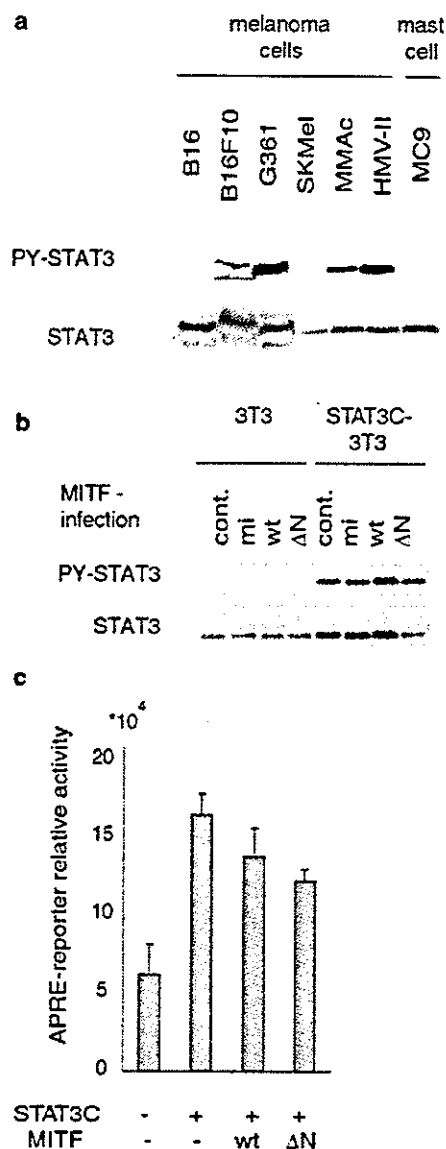 a
melanoma mast
cells cell
B16 B16F10 G361 SKMel MMAc HMV-II MC9
PY-STAT3
STAT3
b
3T3 STAT3C-
3T3
MITF -
infection
cont. mi wt ΔN cont. mi wt ΔN
PY-STAT3
STAT3
c
*10 4
20
15
10
5
0
APRE-reporter relative activity
STAT3C - + + +
MITF - - wt ΔN